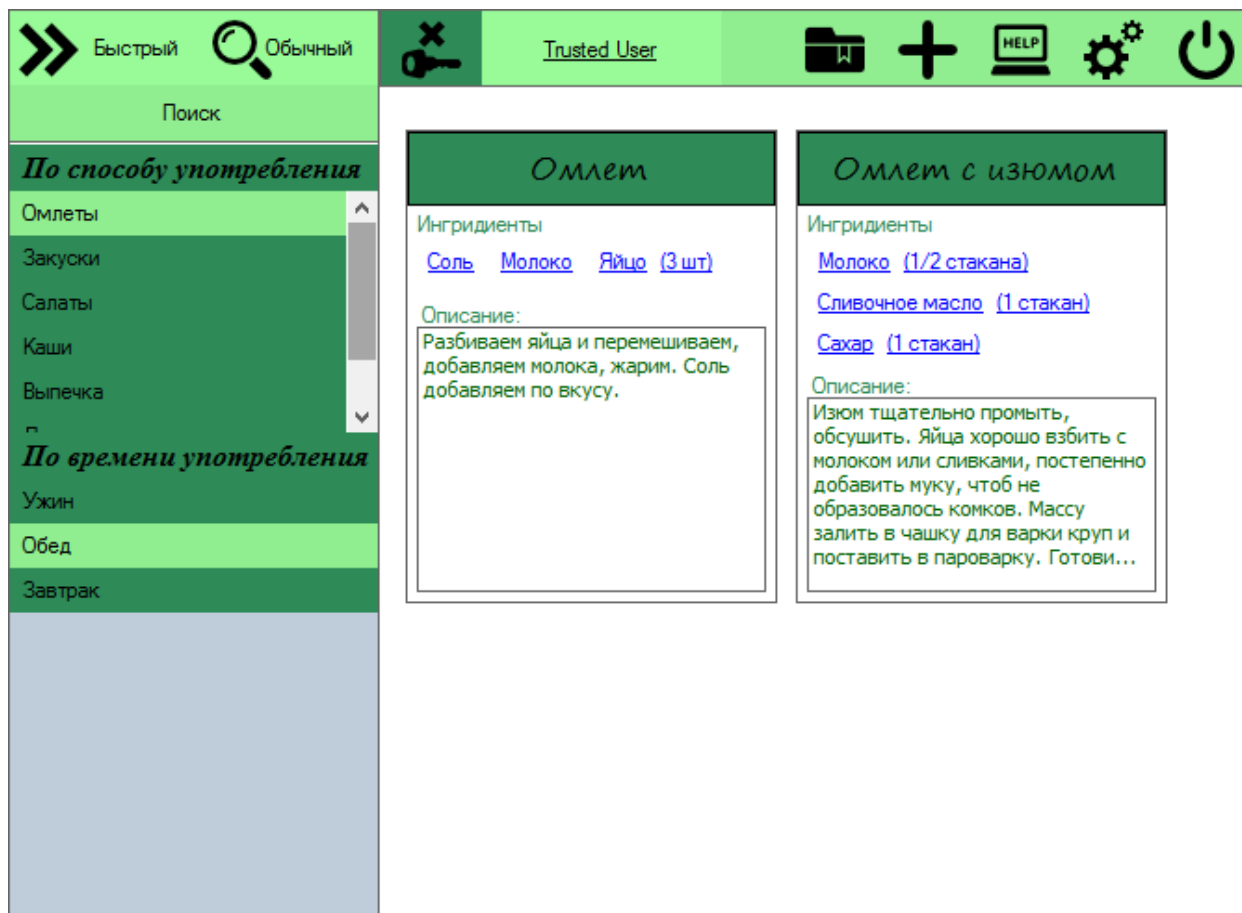 Быстрый Обычный
Trusted User
HELP
Поиск
По способу употребления
Омлеты
Закуски
Салаты
Каши
Выпечка
По времени употребления
Ужин
Обед
Завтрак
Омлет
Ингридиенты
Соль Молоко Яйцо (3 шт)
Описание:
Разбиваем яйца и перемешиваем,
добавляем молока, жарим. Соль
добавляем по вкусу.
Омлет с изюмом
Ингридиенты
Молоко (1/2 стакана)
Сливочное масло (1 стакан)
Сахар (1 стакан)
Описание:
Изюм тщательно промыть,
обсушить. Яйца хорошо взбить с
молоком или сливками, постепенно
добавить муку, чтоб не
образовалось комков. Массу
залить в чашку для варки круп и
поставить в пароварку. Готови...